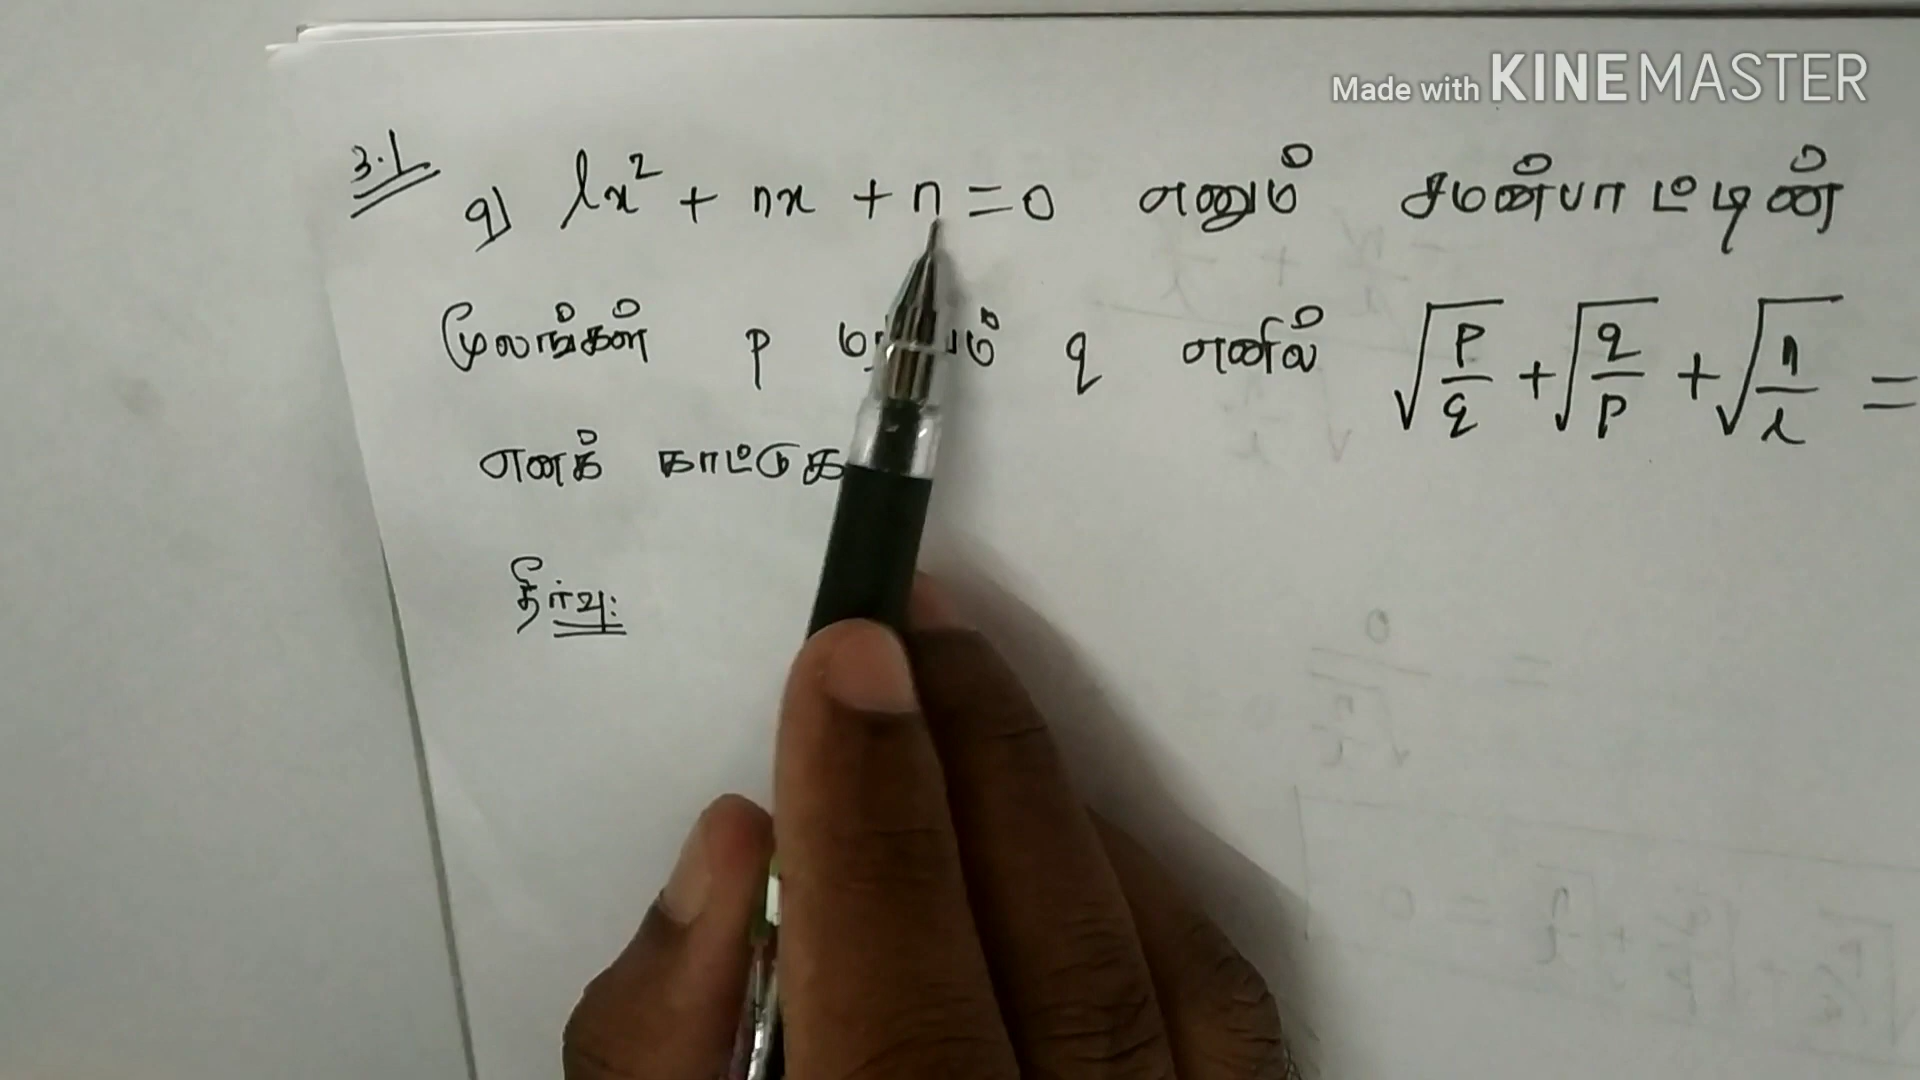 Made with KINEMASTER
3.1
9) lx² + nx + n = 0 எனும் சமன்பாட்டின்
மூலங்கள் p q எனில் √(p/q) + √(q/p) + √(n/l) =
எனக் காட்டுக
தீர்வு: